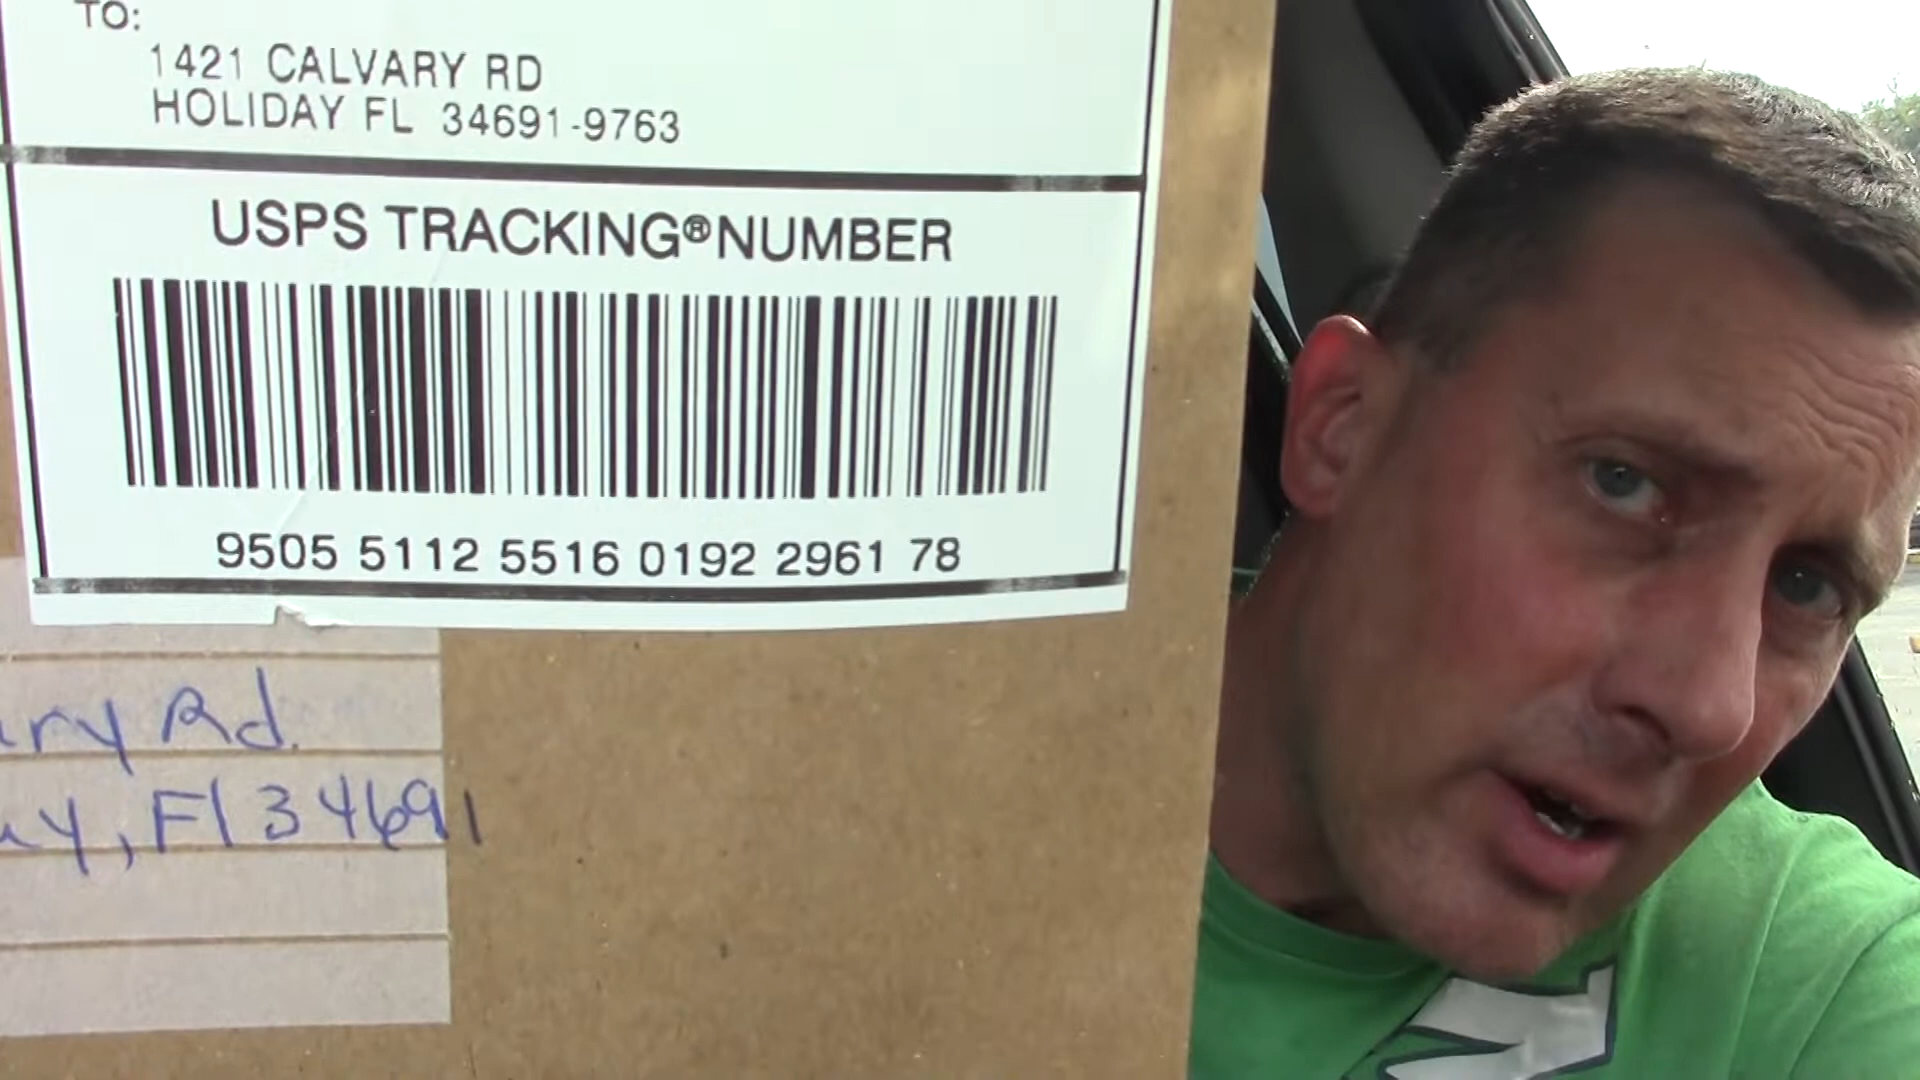 TO:
1421 CALVARY RD
HOLIDAY FL 34691-9763
USPS TRACKING® NUMBER
9505 5112 5516 0192 2961 78
Rd.
Fl 34691